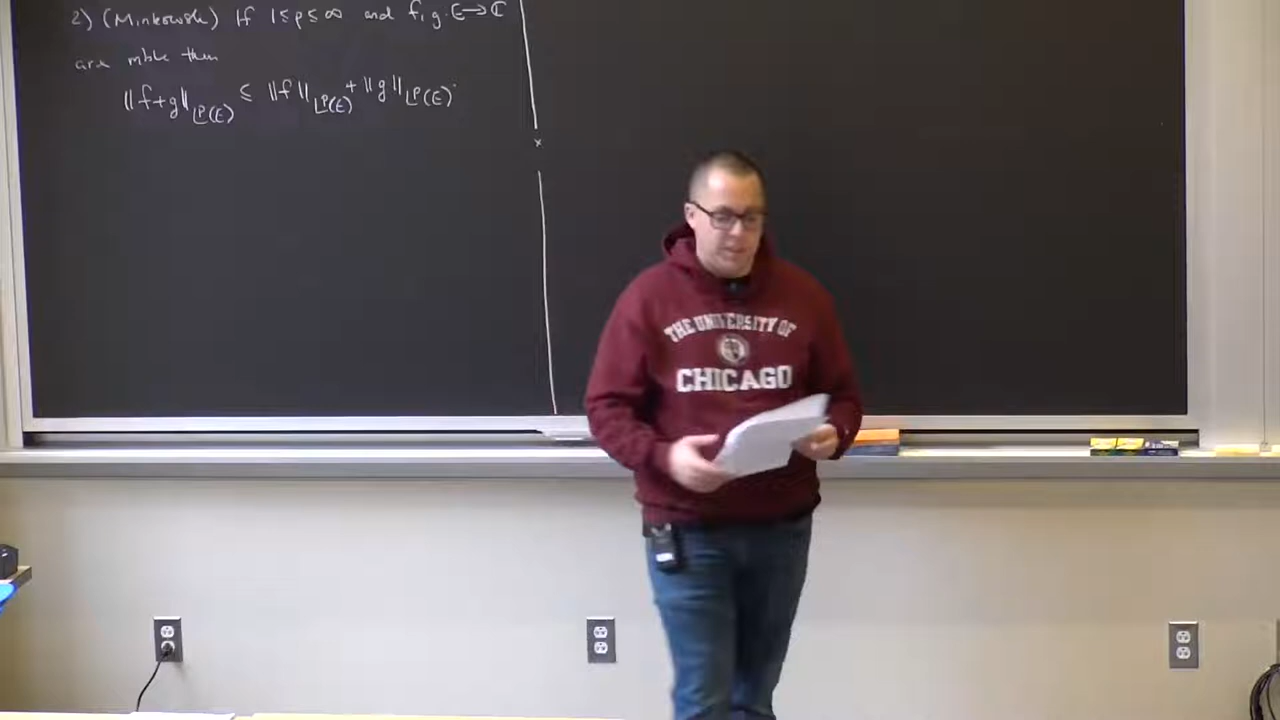 2) (Minkowski) If 1 ≤ p ≤ ∞ and f, g : E → ℂ
are mble then
‖f+g‖_{L^p(E)} ≤ ‖f‖_{L^p(E)} + ‖g‖_{L^p(E)}.
THE UNIVERSITY OF
CHICAGO